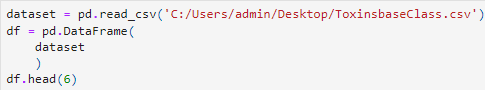 dataset = pd.read_csv('C:/Users/admin/Desktop/ToxinsbaseClass.csv')
df = pd.DataFrame(
    dataset
    )
df.head(6)